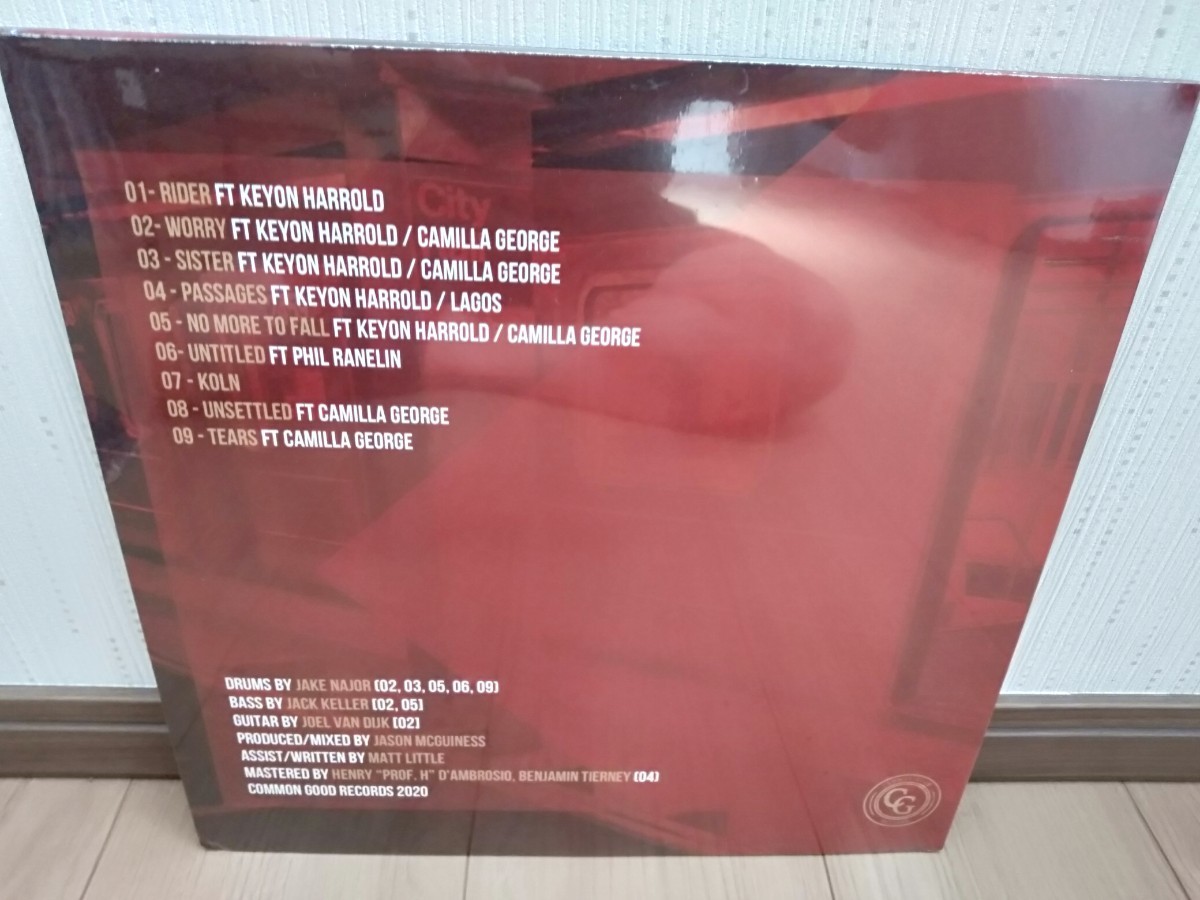 City
01- RIDER FT KEYON HARROLD
02- WORRY FT KEYON HARROLD / CAMILLA GEORGE
03 - SISTER FT KEYON HARROLD / CAMILLA GEORGE
04 - PASSAGES FT KEYON HARROLD / LAGOS
05 - NO MORE TO FALL FT KEYON HARROLD / CAMILLA GEORGE
06- UNTITLED FT PHIL RANELIN
07 - KOLN
08 - UNSETTLED FT CAMILLA GEORGE
09 - TEARS FT CAMILLA GEORGE
DRUMS BY JAKE NAJOR (02, 03, 05, 06, 09)
BASS BY JACK KELLER (02, 05)
GUITAR BY JOEL VAN DIJK (02)
PRODUCED/MIXED BY JASON MCGUINESS
ASSIST/WRITTEN BY MATT LITTLE
MASTERED BY HENRY "PROF. H" D'AMBROSIO, BENJAMIN TIERNEY (04)
COMMON GOOD RECORDS 2020
CG